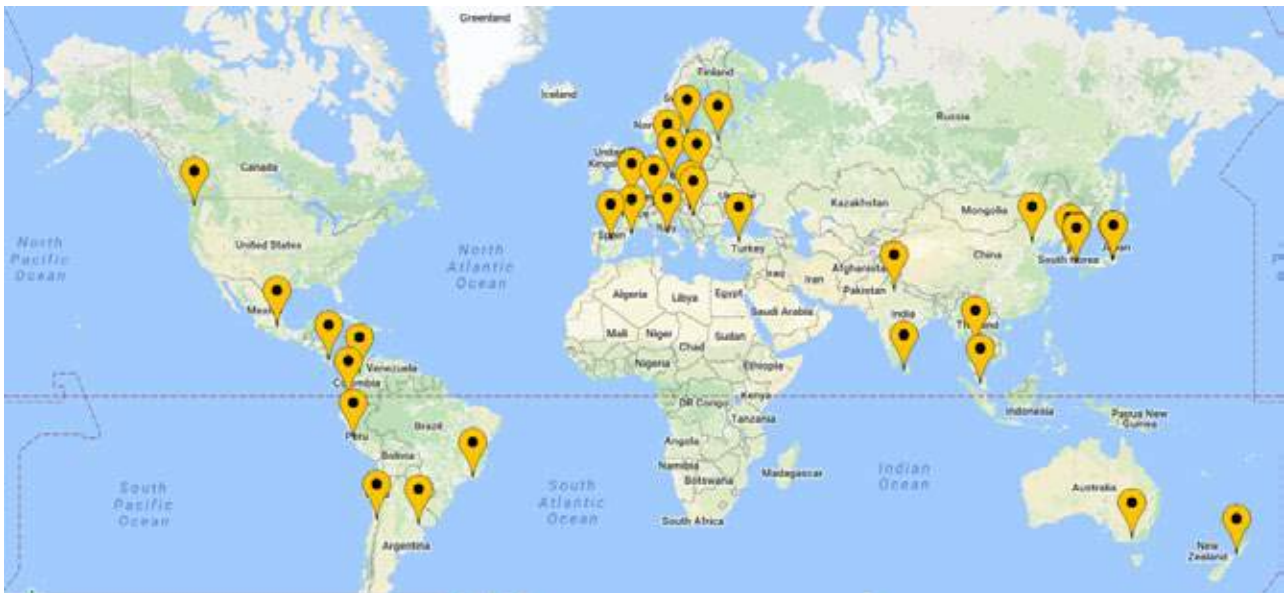 Greenland
Finland
Iceland
Russia
United
Canada
Kazakhstan
Mongolia
North
Pacific
Ocean
United States
North
Atlantic
Ocean
Spain
Turkey
China
South Korea
Iraq
Iran
Pakistan
Algeria
Libya
Egypt
Saudi Arabia
India
Mali
Niger
Sudan
Chad
Nigeria
Ethiopia
Venezuela
Kenya
DR Congo
Tanzania
Indonesia
Papua New
Guinea
Brazil
Peru
Bolivia
Angola
Namibia
Botswana
Madagascar
Indian
Ocean
South
Pacific
Ocean
South
Atlantic
Ocean
Australia
South Africa
Argentina
New
Zealand